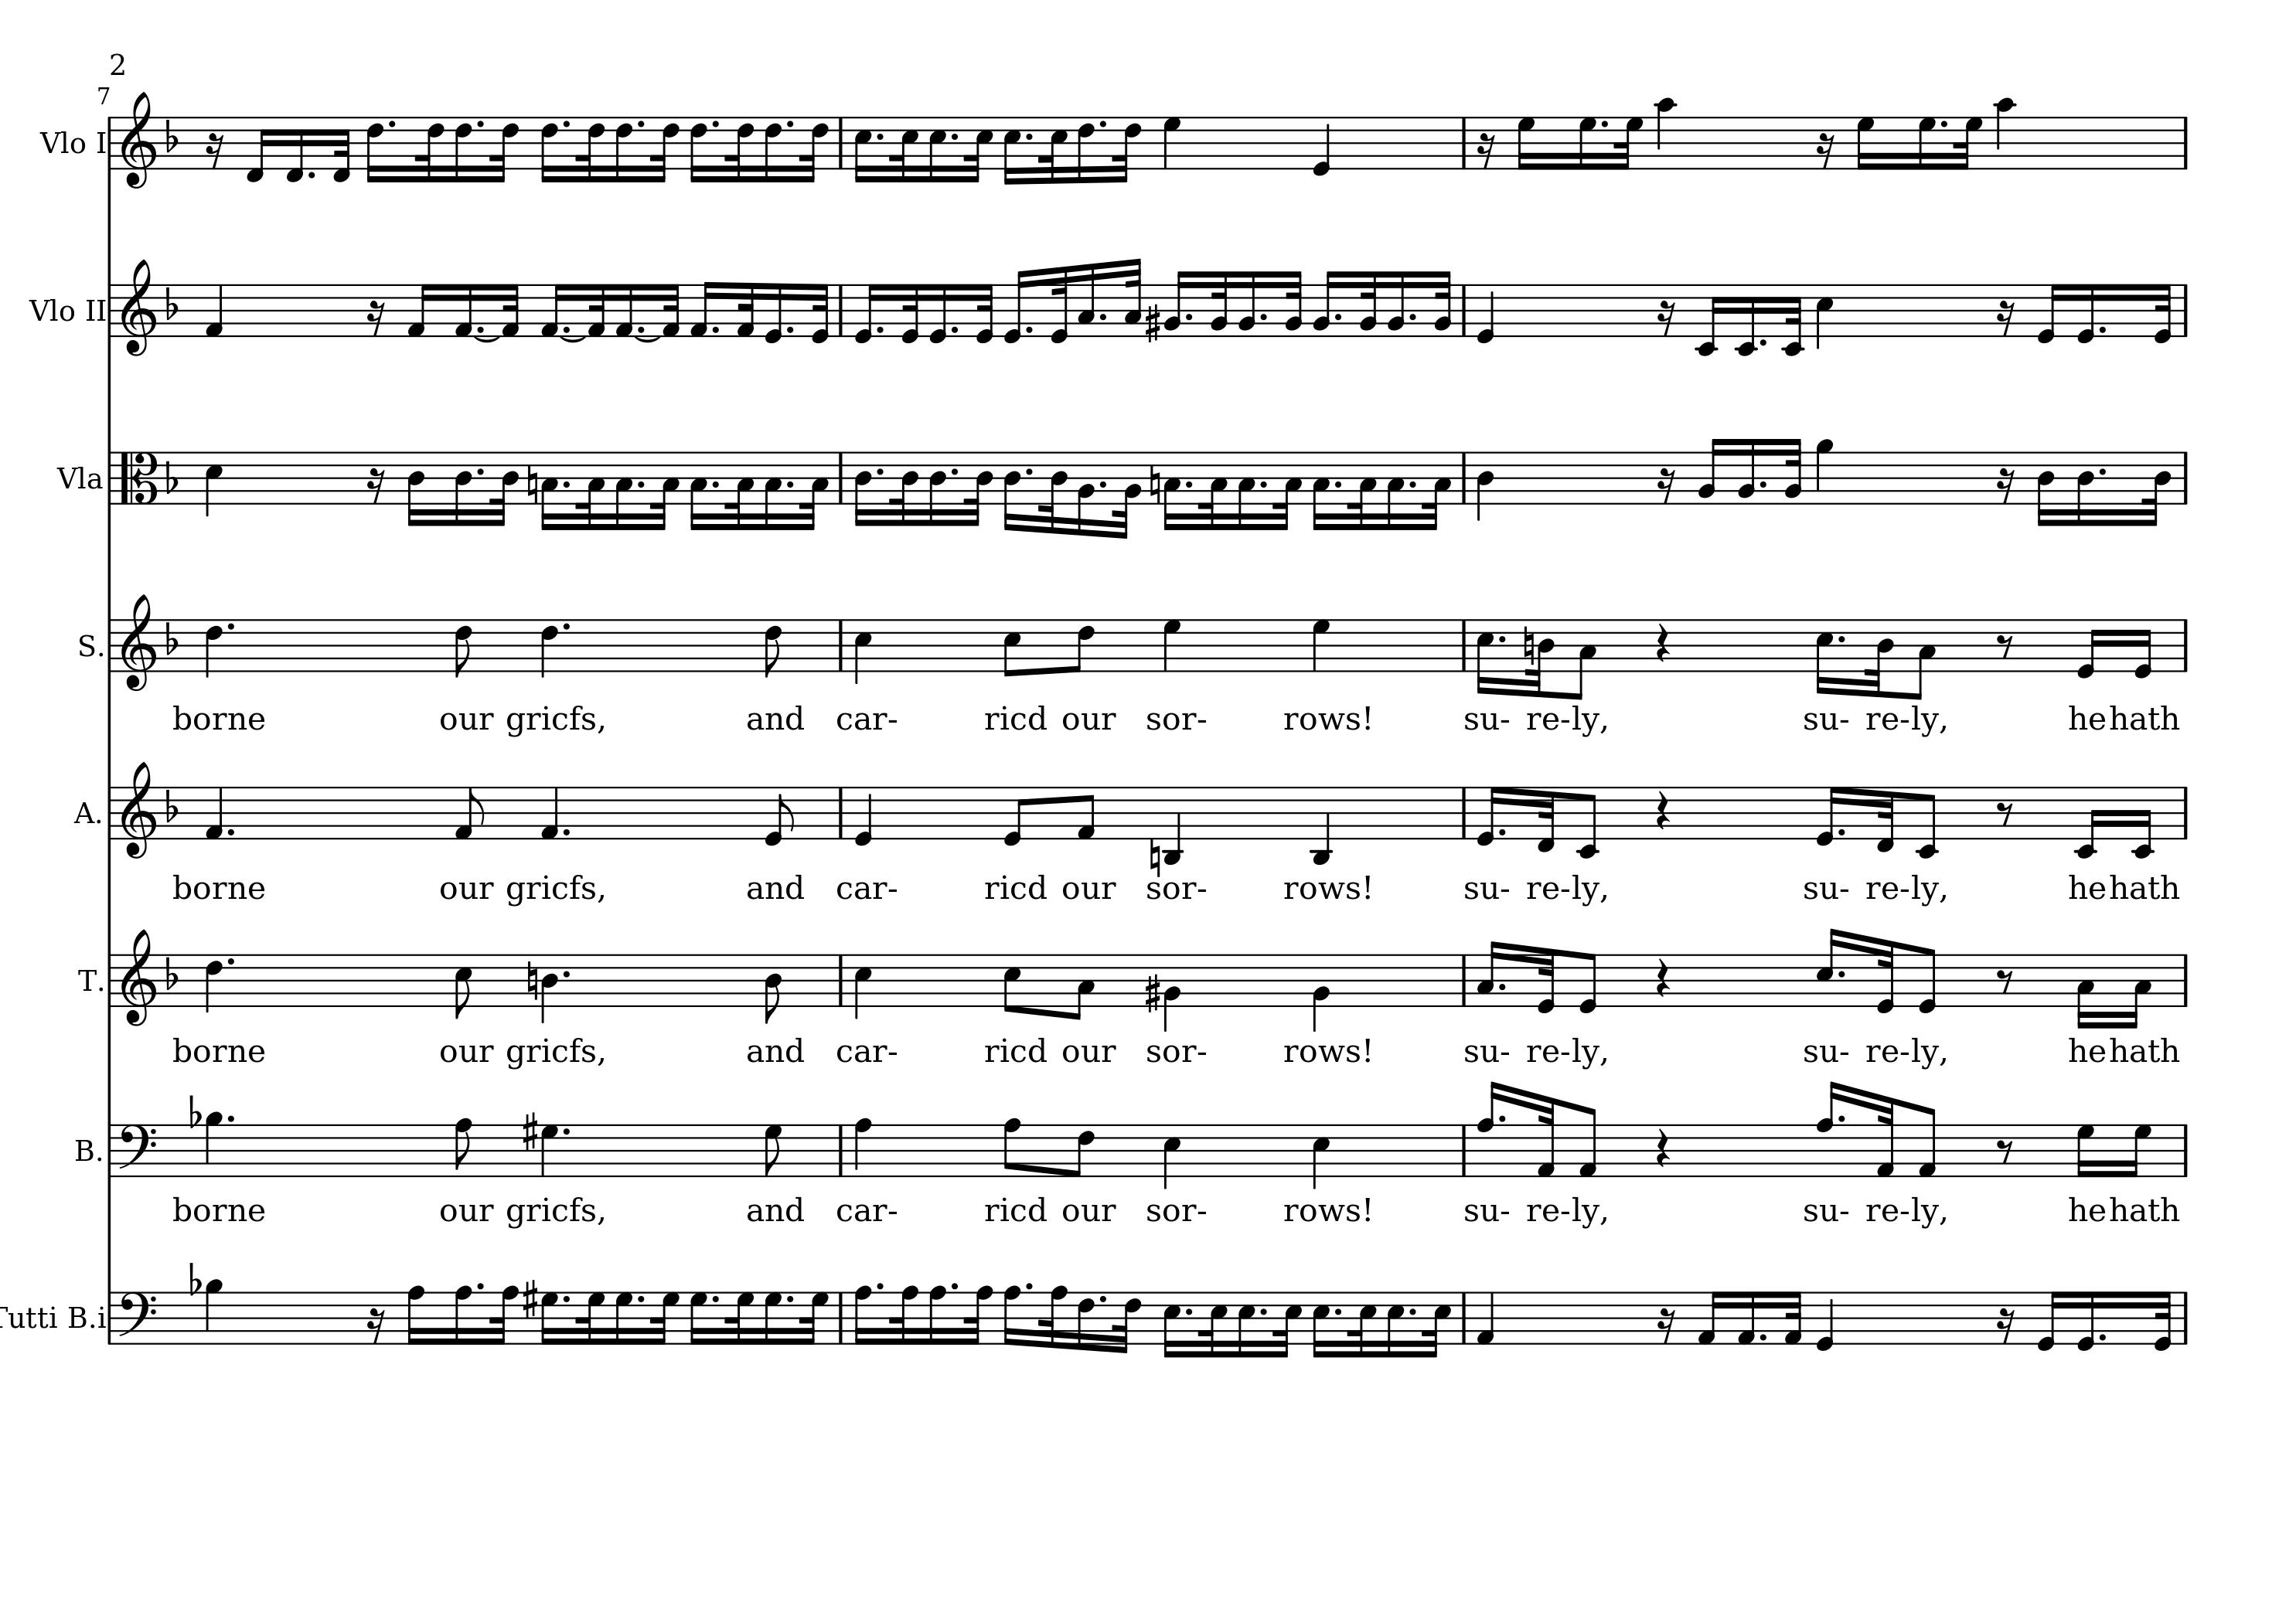 2
7
Vlo I
Vlo II
Vla
S.
borne our gricfs, and car- ricd our sor- rows! su- re-ly, su- re-ly, he hath
A.
borne our gricfs, and car- ricd our sor- rows! su- re-ly, su- re-ly, he hath
T.
borne our gricfs, and car- ricd our sor- rows! su- re-ly, su- re-ly, he hath
B.
borne our gricfs, and car- ricd our sor- rows! su- re-ly, su- re-ly, he hath
Tutti B.i